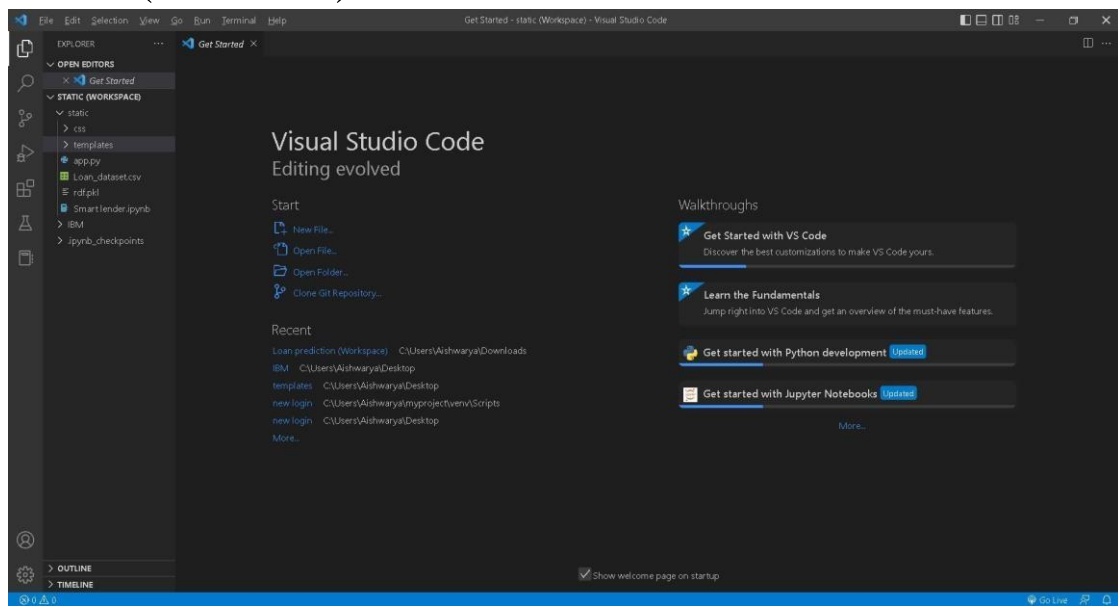 File Edit Selection View Go Run Terminal Help
Get Started - static (Workspace) - Visual Studio Code
EXPLORER
Get Started
OPEN EDITORS
Get Started
STATIC (WORKSPACE)
static
css
templates
app.py
Loan_dataset.csv
rdf.pkl
Smart lender.ipynb
IBM
.ipynb_checkpoints
OUTLINE
TIMELINE
Visual Studio Code
Editing evolved
Start
New File...
Open File...
Open Folder...
Clone Git Repository...
Recent
Loan prediction (Workspace) C:\Users\Aishwarya\Downloads
IBM C:\Users\Aishwarya\Desktop
templates C:\Users\Aishwarya\Desktop
new login C:\Users\Aishwarya\myproject\venv\Scripts
new login C:\Users\Aishwarya\Desktop
More...
Walkthroughs
Get Started with VS Code
Discover the best customizations to make VS Code yours.
Learn the Fundamentals
Jump right into VS Code and get an overview of the must-have features.
Get started with Python development Updated
Get started with Jupyter Notebooks Updated
More...
Show welcome page on startup
0 0
Go Live